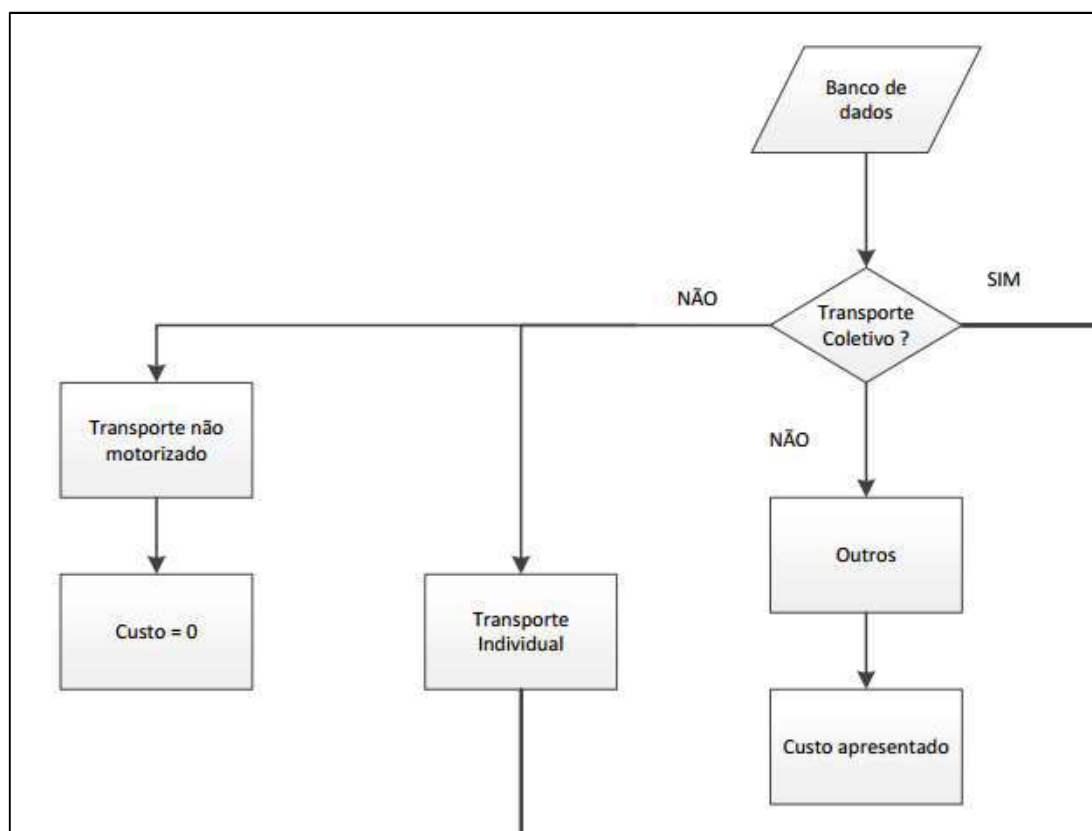 Banco de
dados
SIM
NÃO
Transporte
Coletivo ?
Transporte não
motorizado
NÃO
Outros
Custo = 0
Transporte
Individual
Custo apresentado